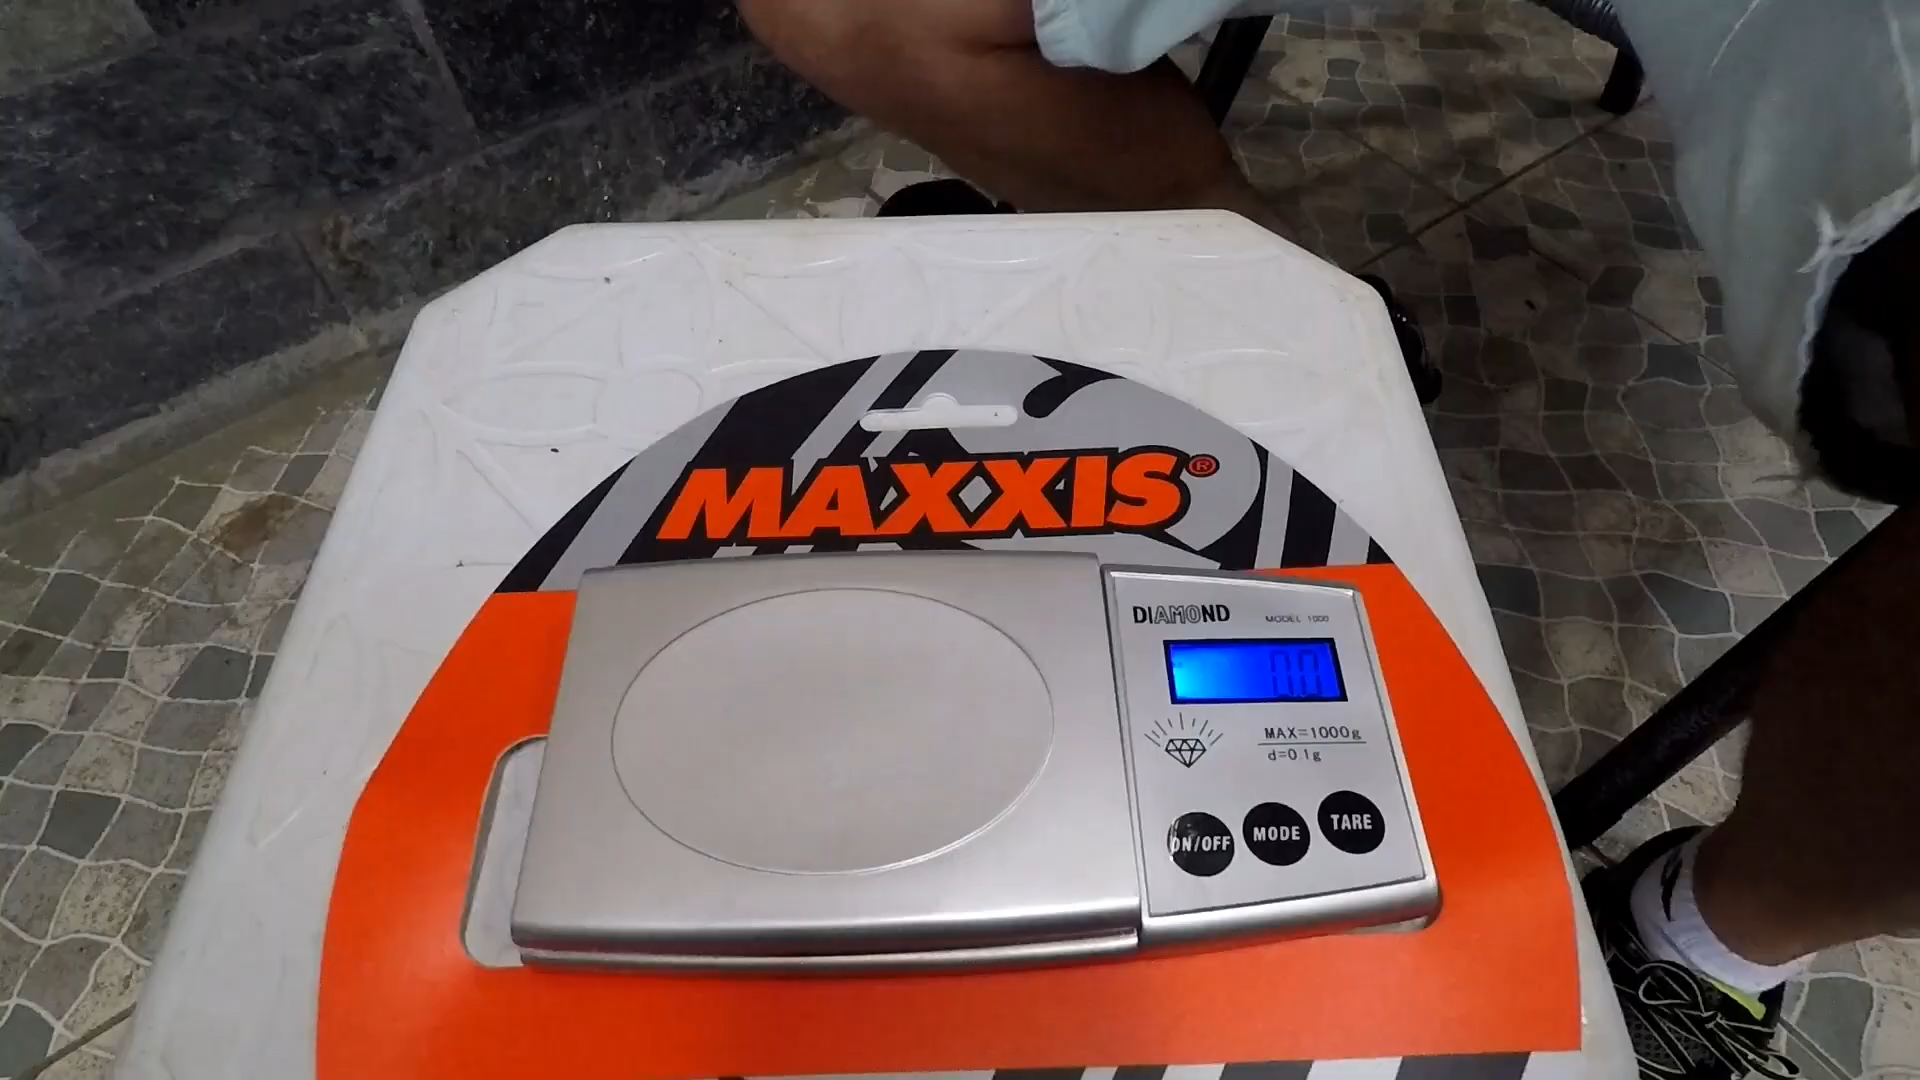 MAXXIS®
DIAMOND MODEL 1000
0.0
MAX=1000g
d=0.1g
ON/OFF MODE TARE